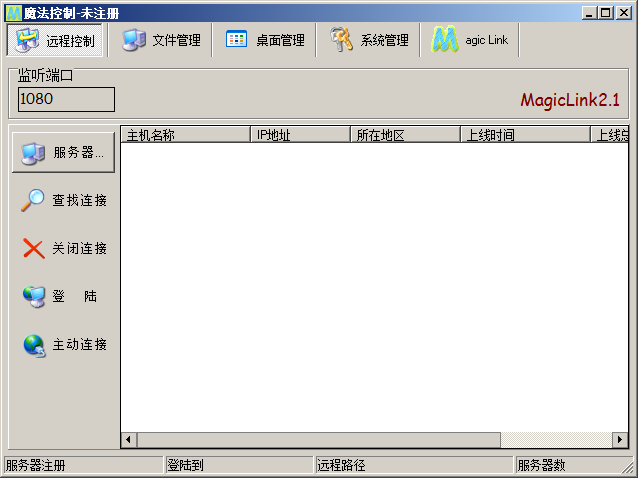 魔法控制-未注册
远程控制
文件管理
桌面管理
系统管理
agic Link
监听端口
1080
MagicLink2.1
服务器...
查找连接
关闭连接
登 陆
主动连接
主机名称
IP地址
所在地区
上线时间
上线总
服务器注册
登陆到
远程路径
服务器数